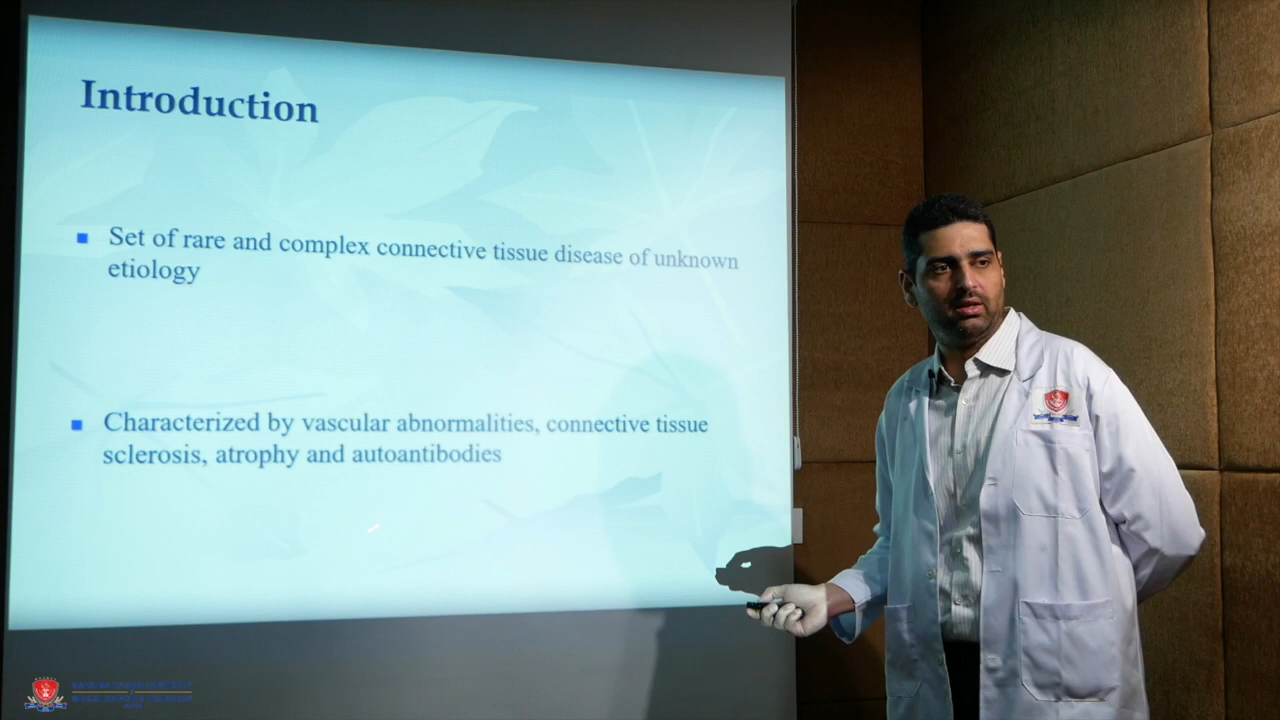 Introduction
Set of rare and complex connective tissue disease of unknown
etiology
Characterized by vascular abnormalities, connective tissue
sclerosis, atrophy and autoantibodies